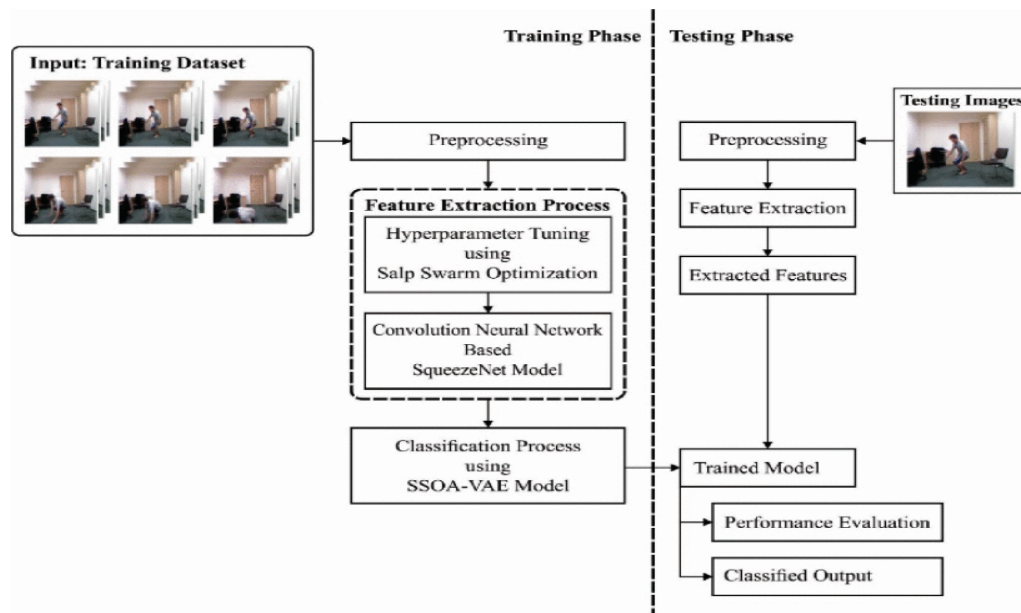 Training Phase
Testing Phase
Input: Training Dataset
Testing Images
Preprocessing
Feature Extraction Process
Hyperparameter Tuning
using
Salp Swarm Optimization
Convolution Neural Network
Based
SqueezeNet Model
Classification Process
using
SSOA-VAE Model
Preprocessing
Feature Extraction
Extracted Features
Trained Model
Performance Evaluation
Classified Output